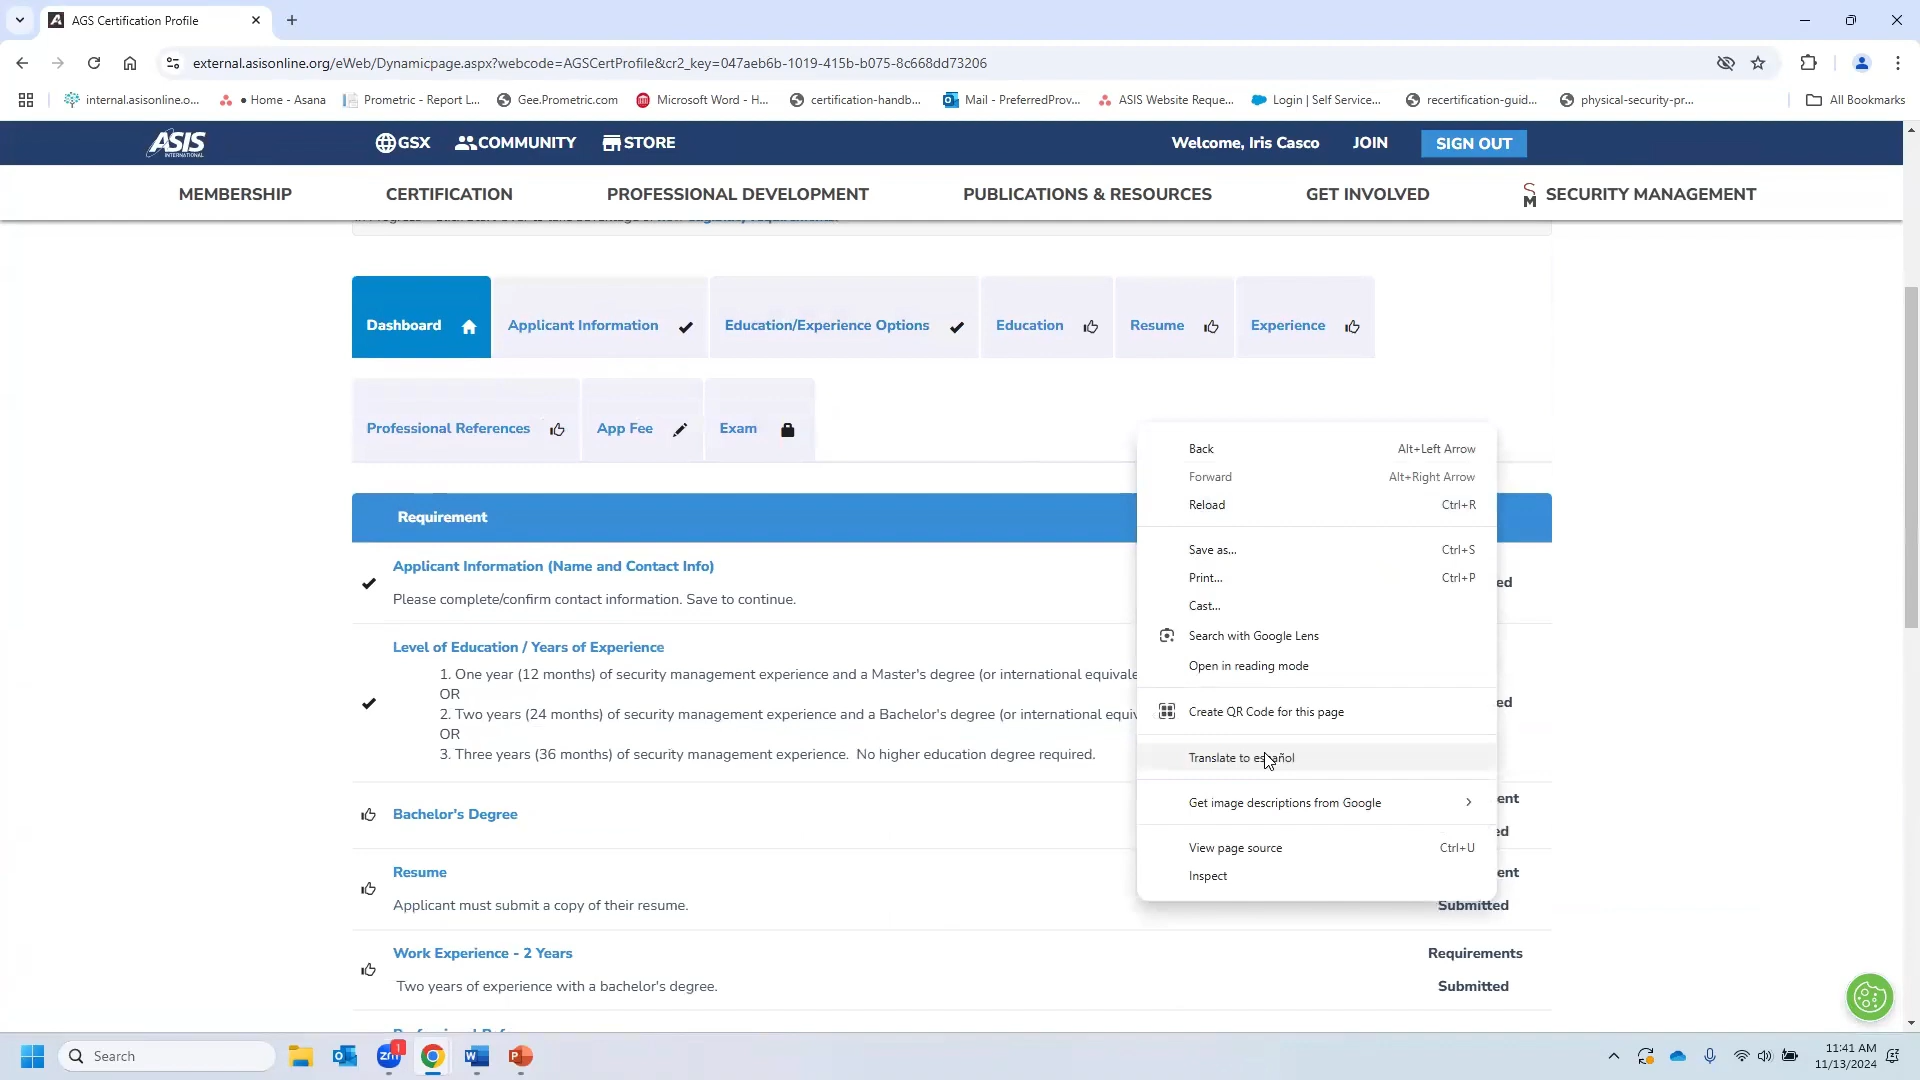 AGS Certification Profile
external.asisonline.org/eWeb/Dynamicpage.aspx?webcode=AGSCertProfile&cr2_key=047aeb6b-1019-415b-b075-8c668dd73206
internal.asisonline.o...
• Home - Asana
Prometric - Report L...
Gee.Prometric.com
Microsoft Word - H...
certification-handb...
Mail - PreferredProv...
ASIS Website Reque...
Login | Self Service...
recertification-guid...
physical-security-pr...
All Bookmarks
ASIS
INTERNATIONAL
GSX
COMMUNITY
STORE
Welcome, Iris Casco
JOIN
SIGN OUT
MEMBERSHIP
CERTIFICATION
PROFESSIONAL DEVELOPMENT
PUBLICATIONS & RESOURCES
GET INVOLVED
SM
SECURITY MANAGEMENT
Dashboard
Applicant Information
Education/Experience Options
Education
Resume
Experience
Professional References
App Fee
Exam
Requirement
Applicant Information (Name and Contact Info)
Please complete/confirm contact information. Save to continue.
ed
Level of Education / Years of Experience
1. One year (12 months) of security management experience and a Master's degree (or international equivale
OR
2. Two years (24 months) of security management experience and a Bachelor's degree (or international equiv
OR
3. Three years (36 months) of security management experience. No higher education degree required.
ed
Bachelor's Degree
ent
ed
Resume
Applicant must submit a copy of their resume.
ent
Submitted
Work Experience - 2 Years
Two years of experience with a bachelor's degree.
Requirements
Submitted
Back Alt+Left Arrow
Forward Alt+Right Arrow
Reload Ctrl+R
Save as... Ctrl+S
Print... Ctrl+P
Cast...
Search with Google Lens
Open in reading mode
Create QR Code for this page
Translate to español
Get image descriptions from Google
View page source Ctrl+U
Inspect
Search
zm
1
11:41 AM
11/13/2024